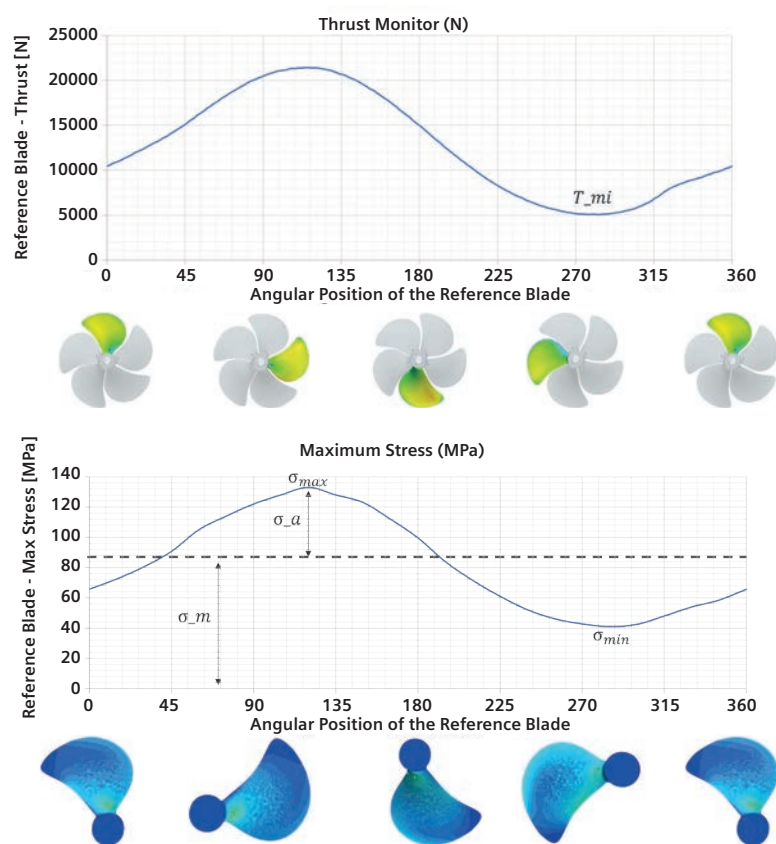 Thrust Monitor (N)
Reference Blade - Thrust [N]
25000
20000
15000
10000
5000
0
T_mi
0 45 90 135 180 225 270 315 360
Angular Position of the Reference Blade
Maximum Stress (MPa)
Reference Blade - Max Stress [MPa]
140
120
100
80
60
40
20
0
σmax
σ_a
σ_m
σmin
0 45 90 135 180 225 270 315 360
Angular Position of the Reference Blade